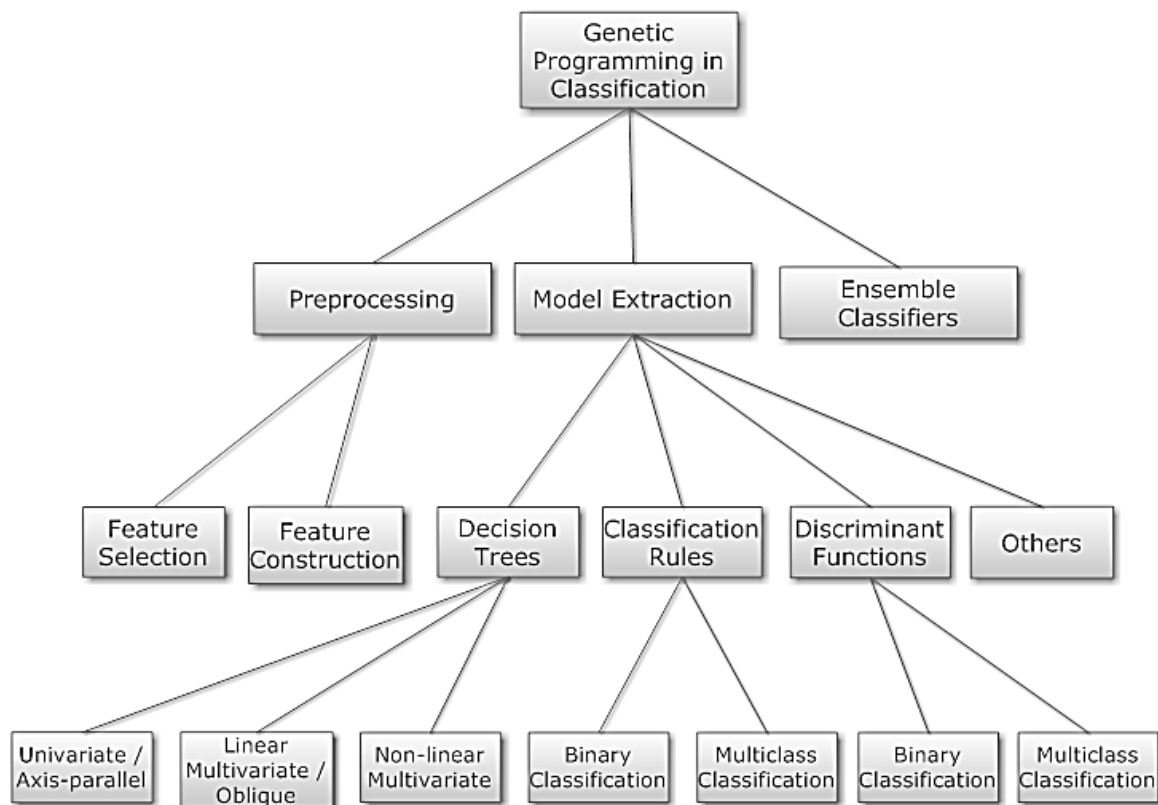 Genetic
Programming in
Classification
Preprocessing
Model Extraction
Ensemble
Classifiers
Feature
Selection
Feature
Construction
Decision
Trees
Classification
Rules
Discriminant
Functions
Others
Univariate /
Axis-parallel
Linear
Multivariate /
Oblique
Non-linear
Multivariate
Binary
Classification
Multiclass
Classification
Binary
Classification
Multiclass
Classification